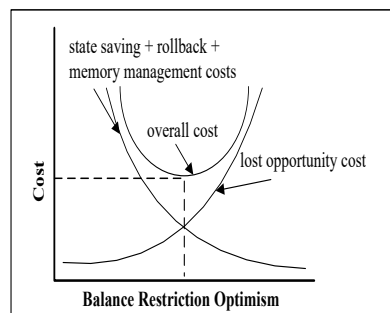 state saving + rollback +
memory management costs
overall cost
lost opportunity cost
Cost
Balance Restriction Optimism